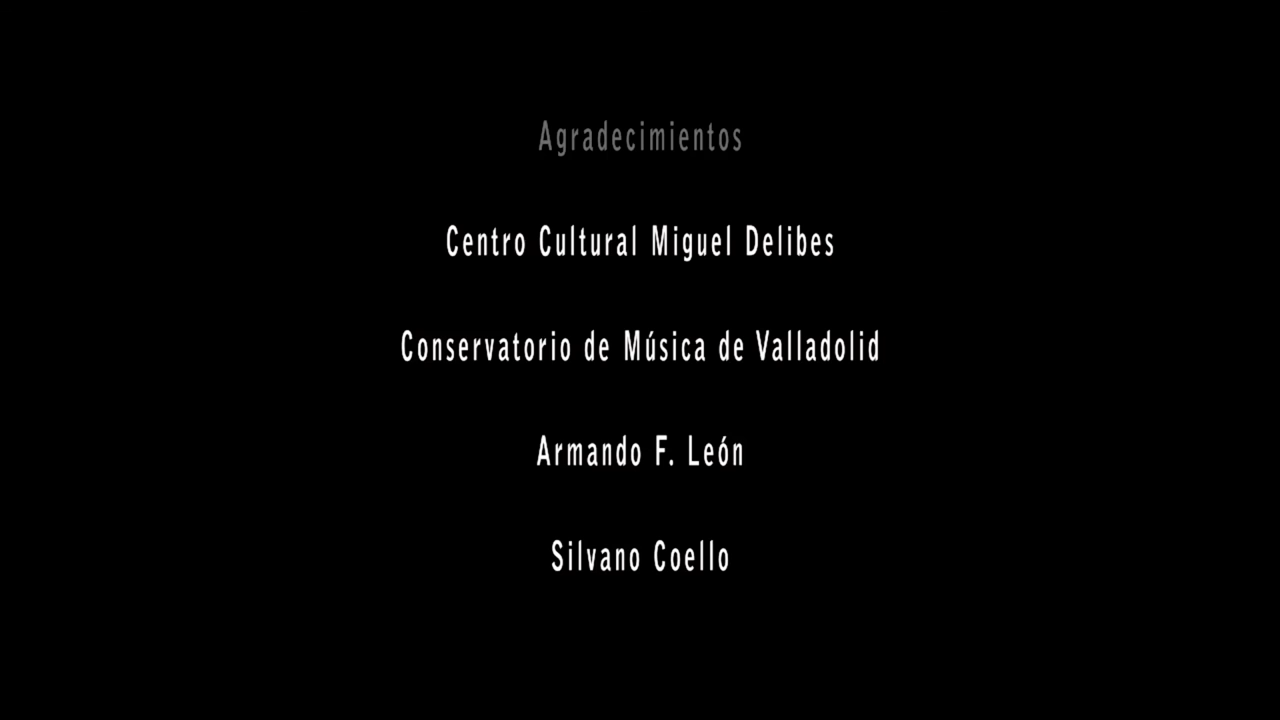 Agradecimientos
Centro Cultural Miguel Delibes
Conservatorio de Música de Valladolid
Armando F. León
Silvano Coello